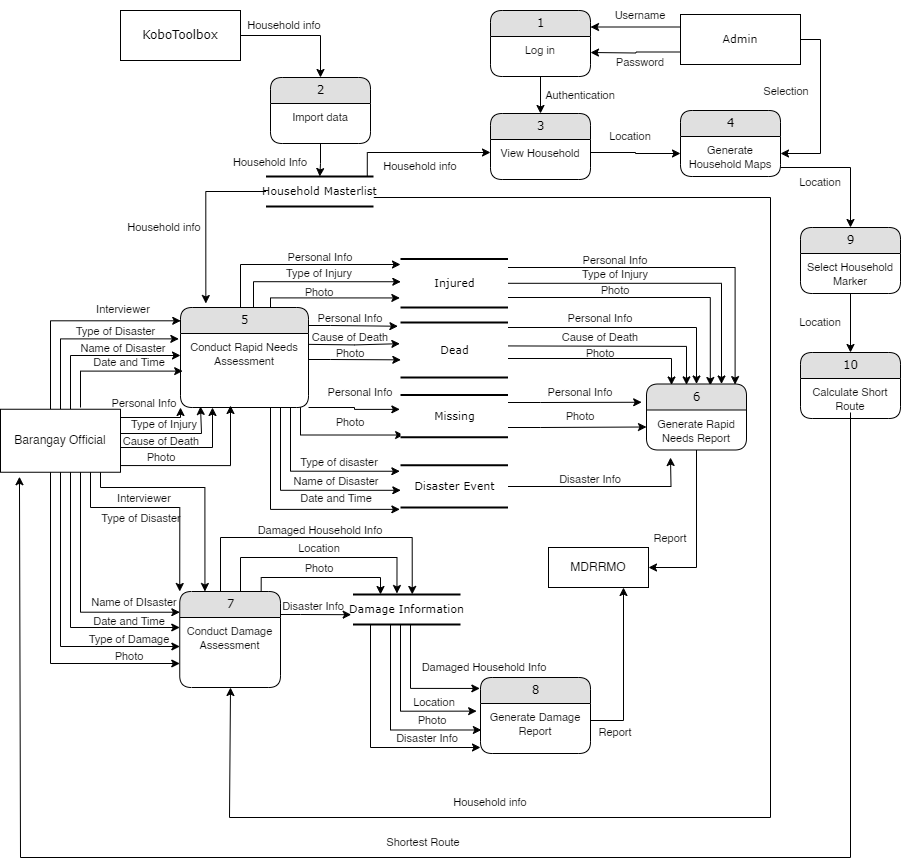 KoboToolbox
Household info
1
Log in
Username
Password
Admin
Selection
2
Import data
Authentication
3
View Household
Location
4
Generate
Household Maps
Household Info
Household info
Household Masterlist
Household info
Location
9
Select Household
Marker
Location
10
Calculate Short
Route
Personal Info
Type of Injury
Photo
Injured
Personal Info
Type of Injury
Photo
Interviewer
Type of Disaster
Name of Disaster
Date and Time
5
Conduct Rapid Needs
Assessment
Personal Info
Cause of Death
Photo
Dead
Personal Info
Cause of Death
Photo
Personal Info
Type of Injury
Cause of Death
Photo
Barangay Official
Personal Info
Photo
Missing
Personal Info
Photo
6
Generate Rapid
Needs Report
Type of disaster
Name of Disaster
Date and Time
Disaster Event
Disaster Info
Interviewer
Type of Disaster
Damaged Household Info
Location
Photo
Report
MDRRMO
Name of DIsaster
Date and Time
Type of Damage
Photo
7
Conduct Damage
Assessment
Disaster Info
Damage Information
Damaged Household Info
Location
Photo
Disaster Info
8
Generate Damage
Report
Report
Household info
Shortest Route